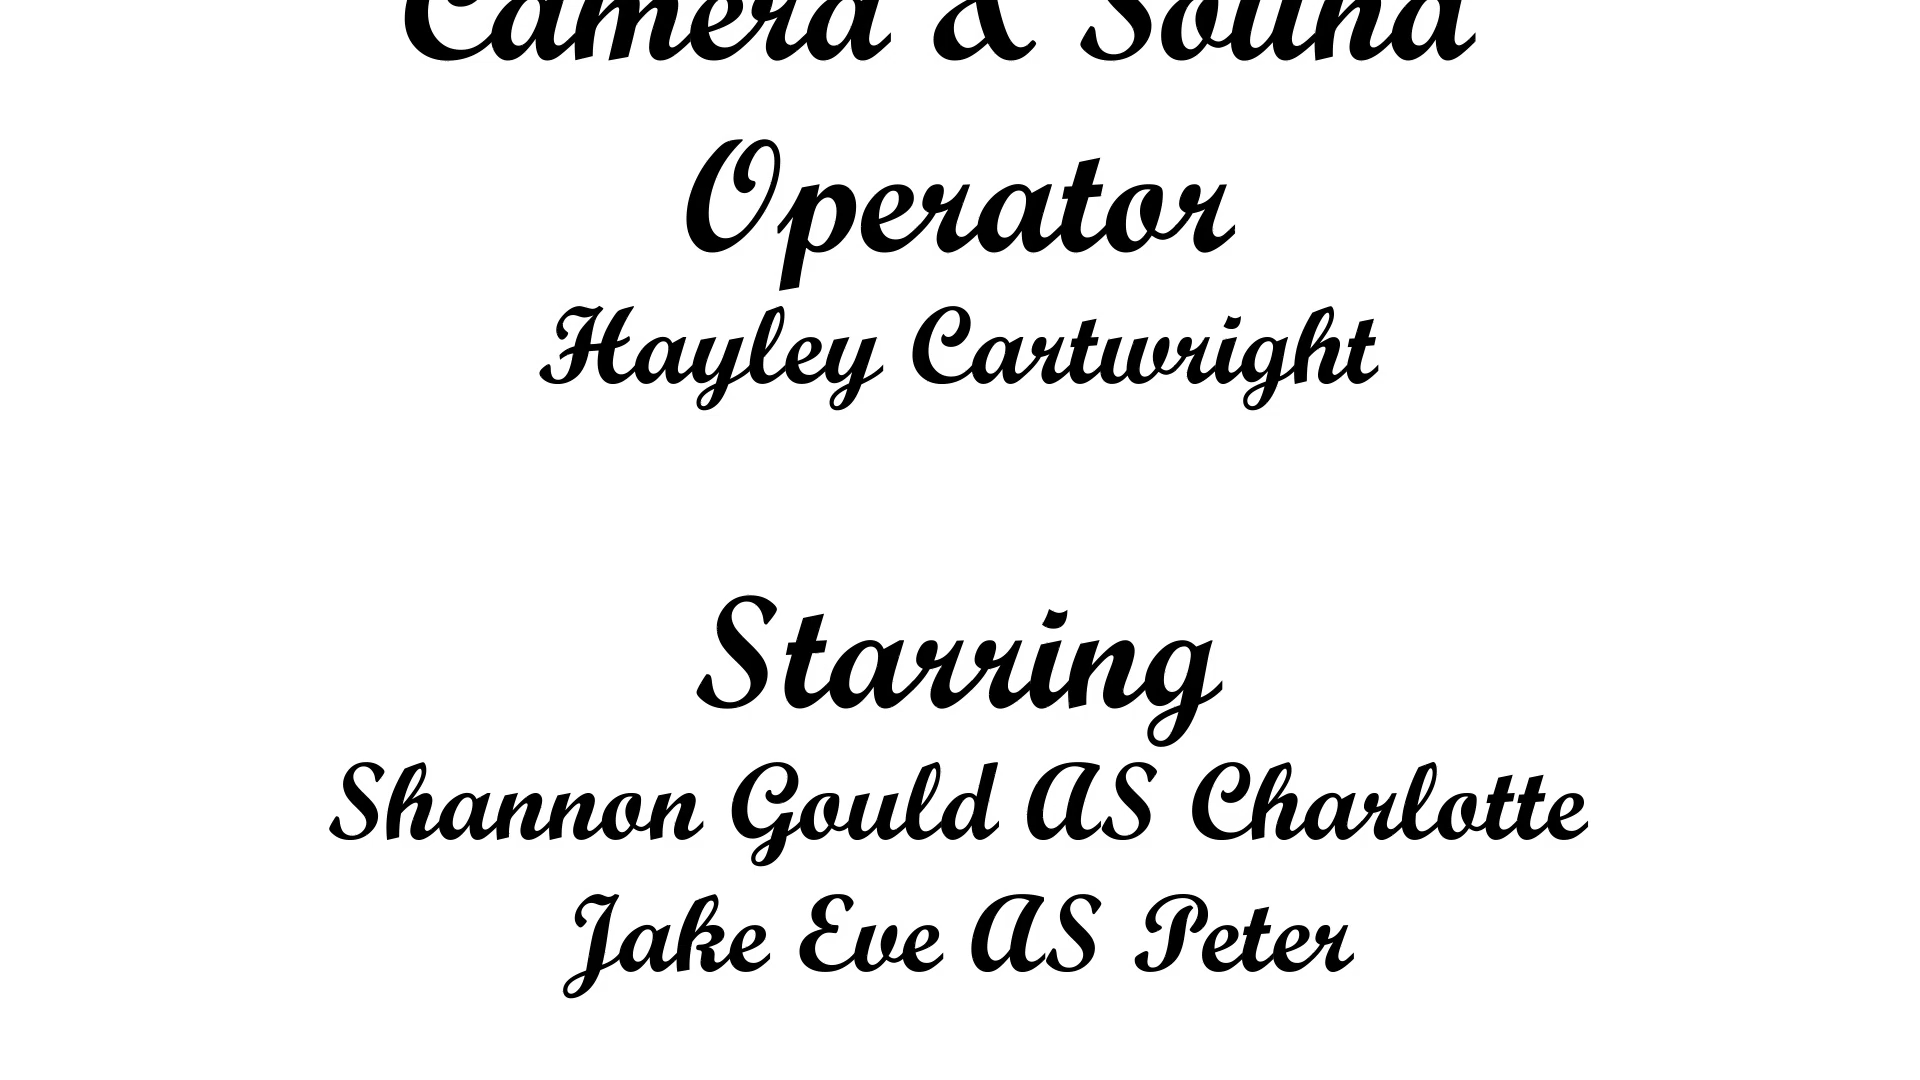 Camera & Sound
Operator
Hayley Cartwright
Starring
Shannon Gould AS Charlotte
Jake Eve AS Peter